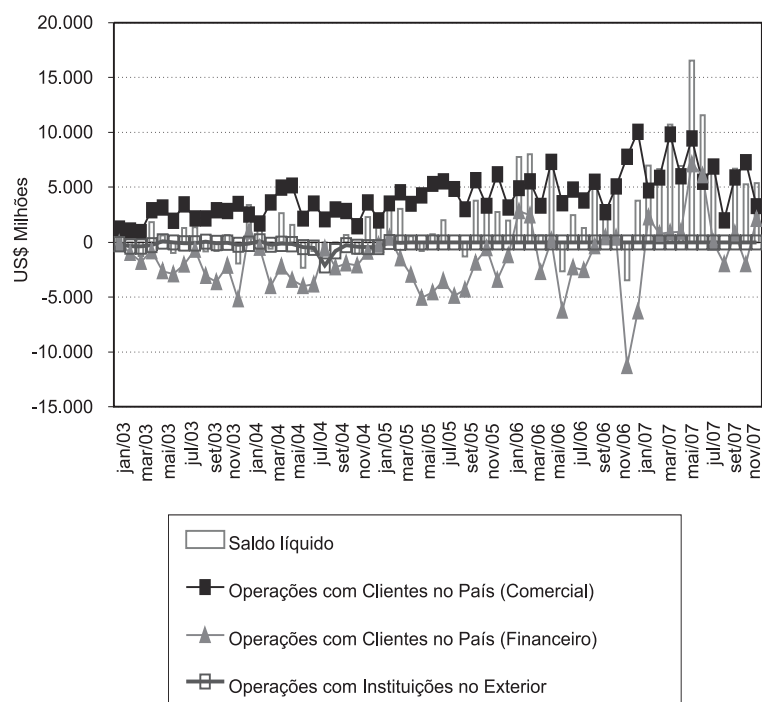 20.000
15.000
10.000
5.000
0
-5.000
-10.000
-15.000
US$ Milhões
jan/03
mar/03
mai/03
jul/03
set/03
nov/03
jan/04
mar/04
mai/04
jul/04
set/04
nov/04
jan/05
mar/05
mai/05
jul/05
set/05
nov/05
jan/06
mar/06
mai/06
jul/06
set/06
nov/06
jan/07
mar/07
mai/07
jul/07
set/07
nov/07
Saldo líquido
Operações com Clientes no País (Comercial)
Operações com Clientes no País (Financeiro)
Operações com Instituições no Exterior